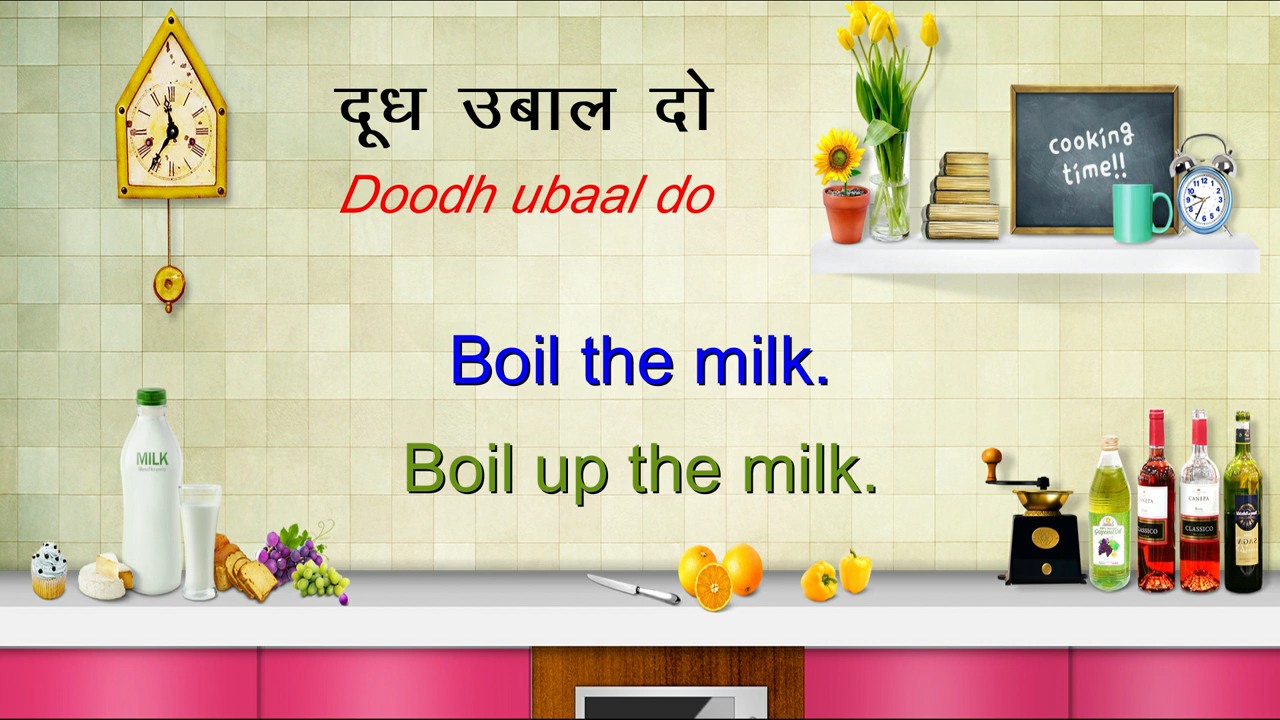 दूध उबाल दो
Doodh ubaal do
cooking
time!!
Boil the milk.
Boil up the milk.
MILK
CANEPA
CLASSICO
CLASSICO